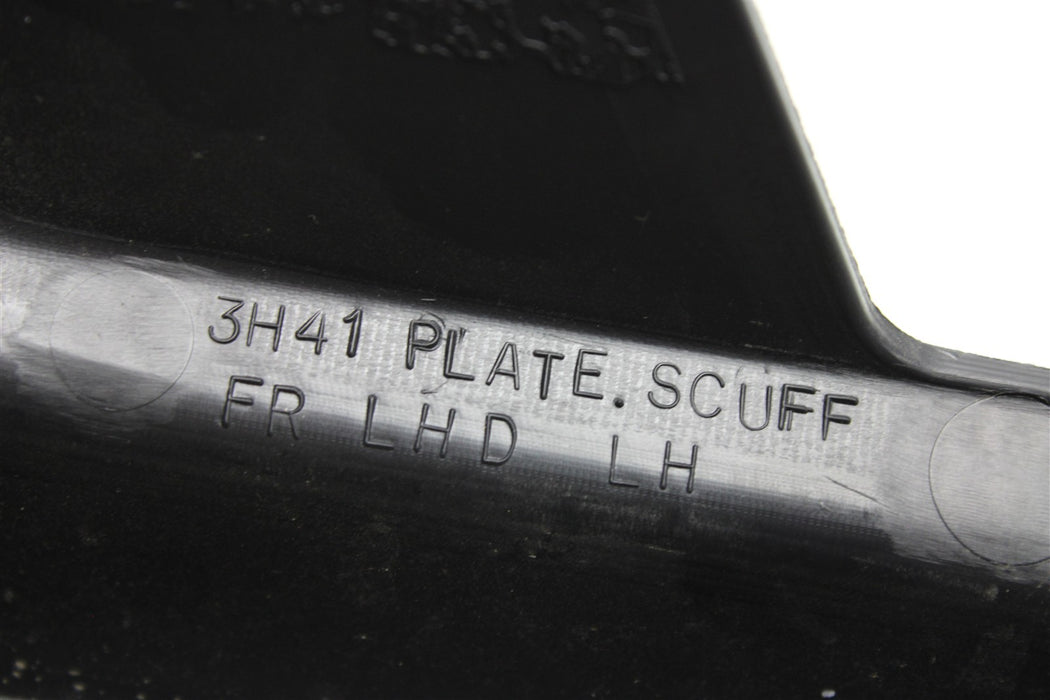 3H41 PLATE. SCUFF
FR LHD LH